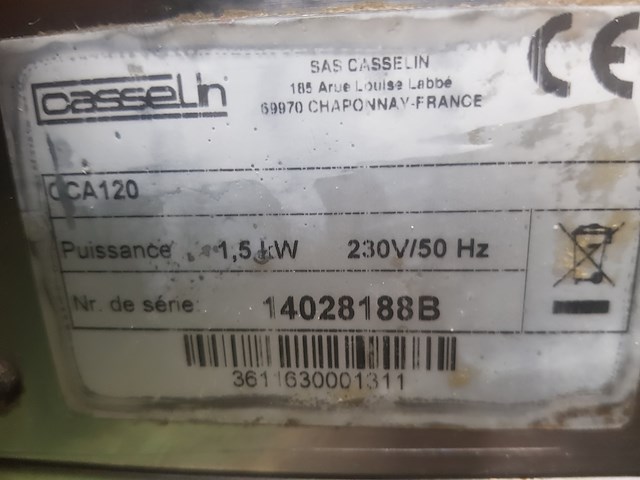 casselin
SAS CASSELIN
185 Arue Louise Labbé
69970 CHAPONNAY-FRANCE
CE
CCA120
Puissance 1,5 kW 230V/50 Hz
Nr. de série 14028188B
3611630001311